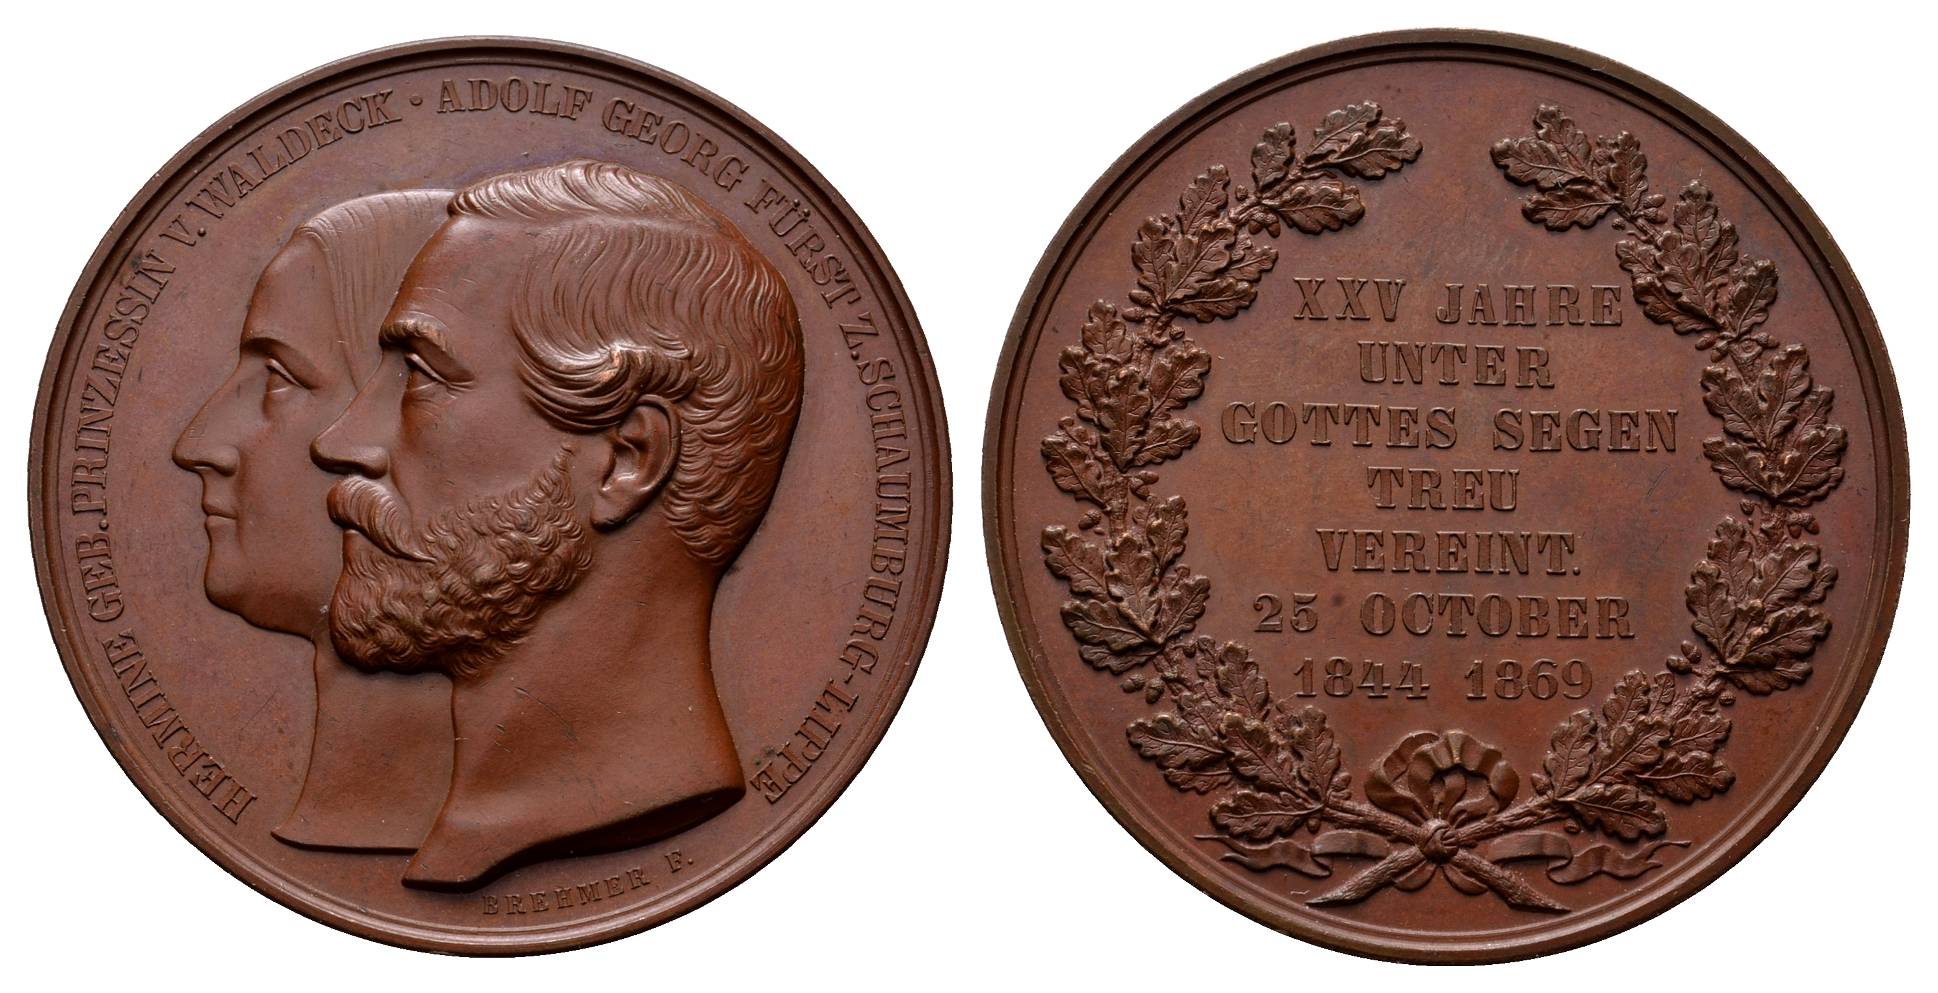 HERMINE GEB. PRINZESSIN V. WALDECK · ADOLF GEORG FÜRST Z. SCHAUMBURG-LIPPE
BREHMER F.
XXV JAHRE
UNTER
GOTTES SEGEN
TREU
VEREINT.
25 OCTOBER
1844 1869